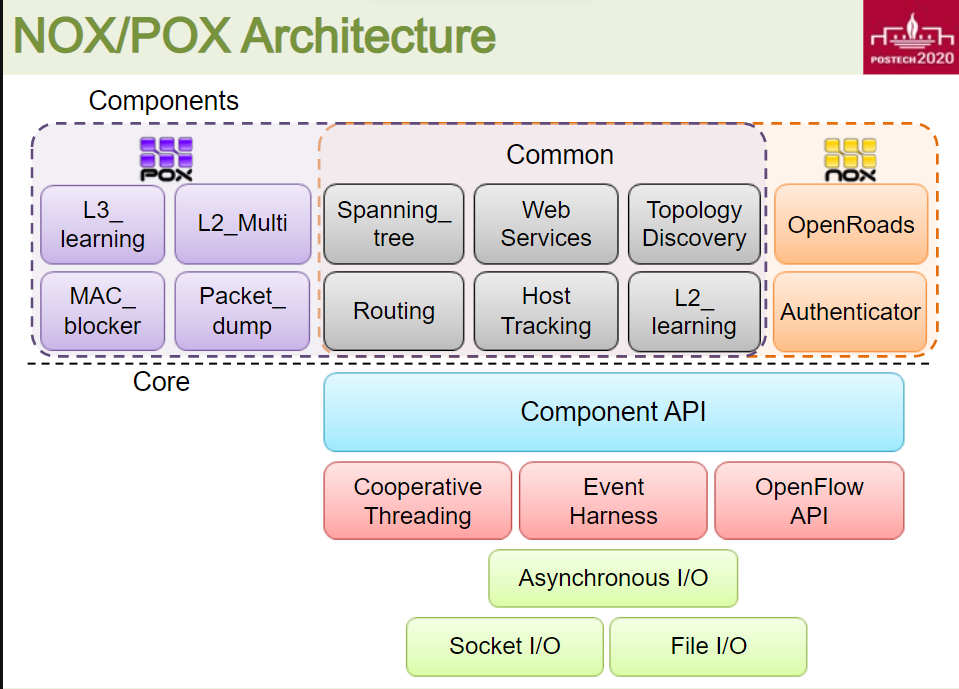 NOX/POX Architecture
POSTECH 2020
Components
POX
Common
nox
L3_
learning
L2_Multi
Spanning_
tree
Web
Services
Topology
Discovery
OpenRoads
MAC_
blocker
Packet_
dump
Routing
Host
Tracking
L2_
learning
Authenticator
Core
Component API
Cooperative
Threading
Event
Harness
OpenFlow
API
Asynchronous I/O
Socket I/O
File I/O